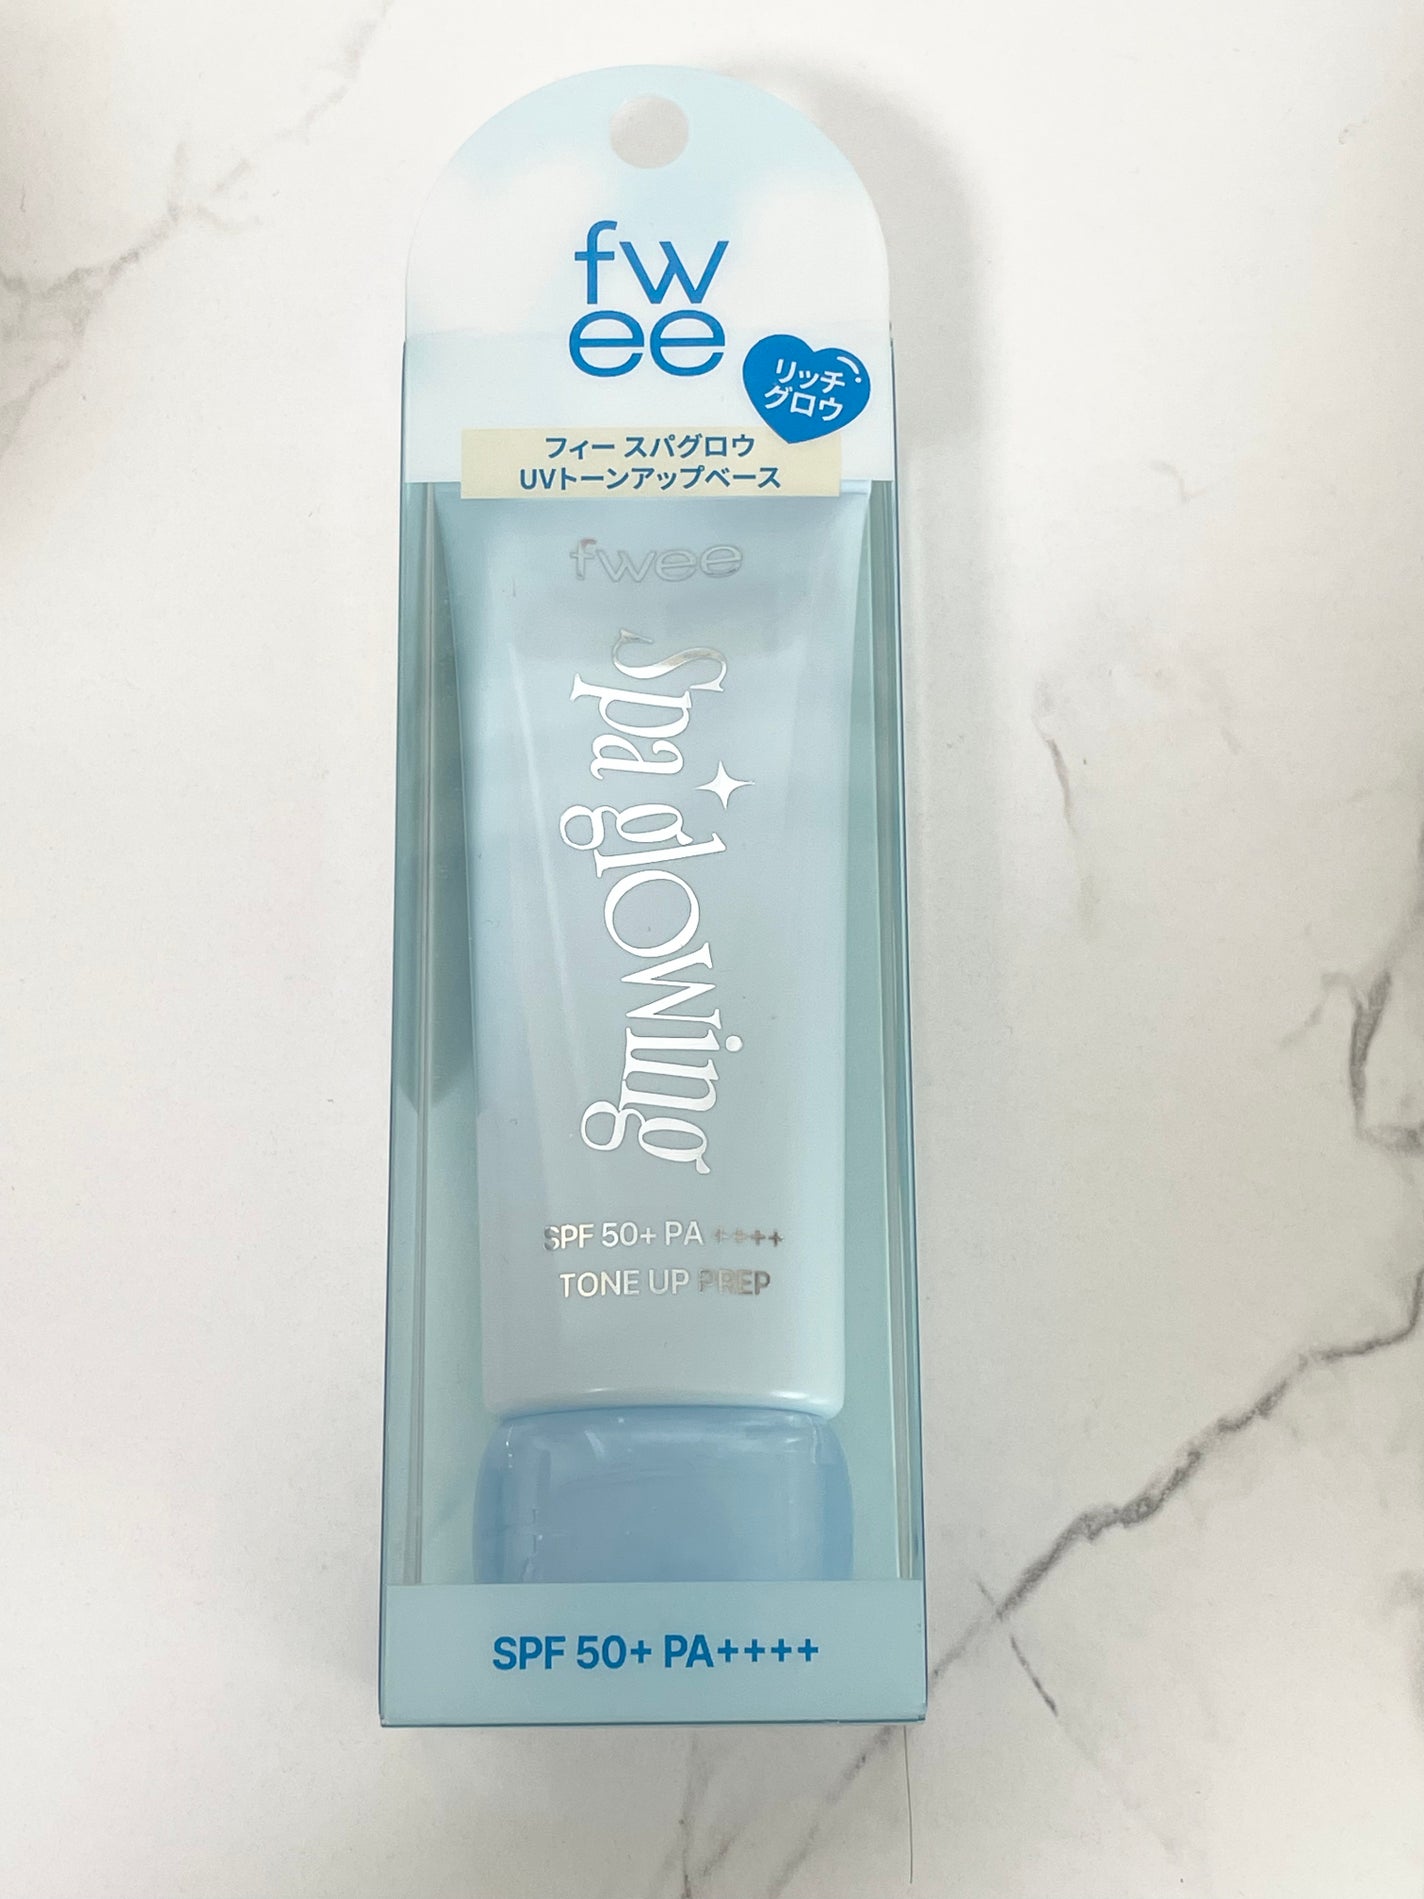 fw
ee
リッチ
グロウ
フィー スパグロウ
UVトーンアップベース
fwee
Spa glowing
SPF 50+ PA ++++
TONE UP PREP
SPF 50+ PA++++